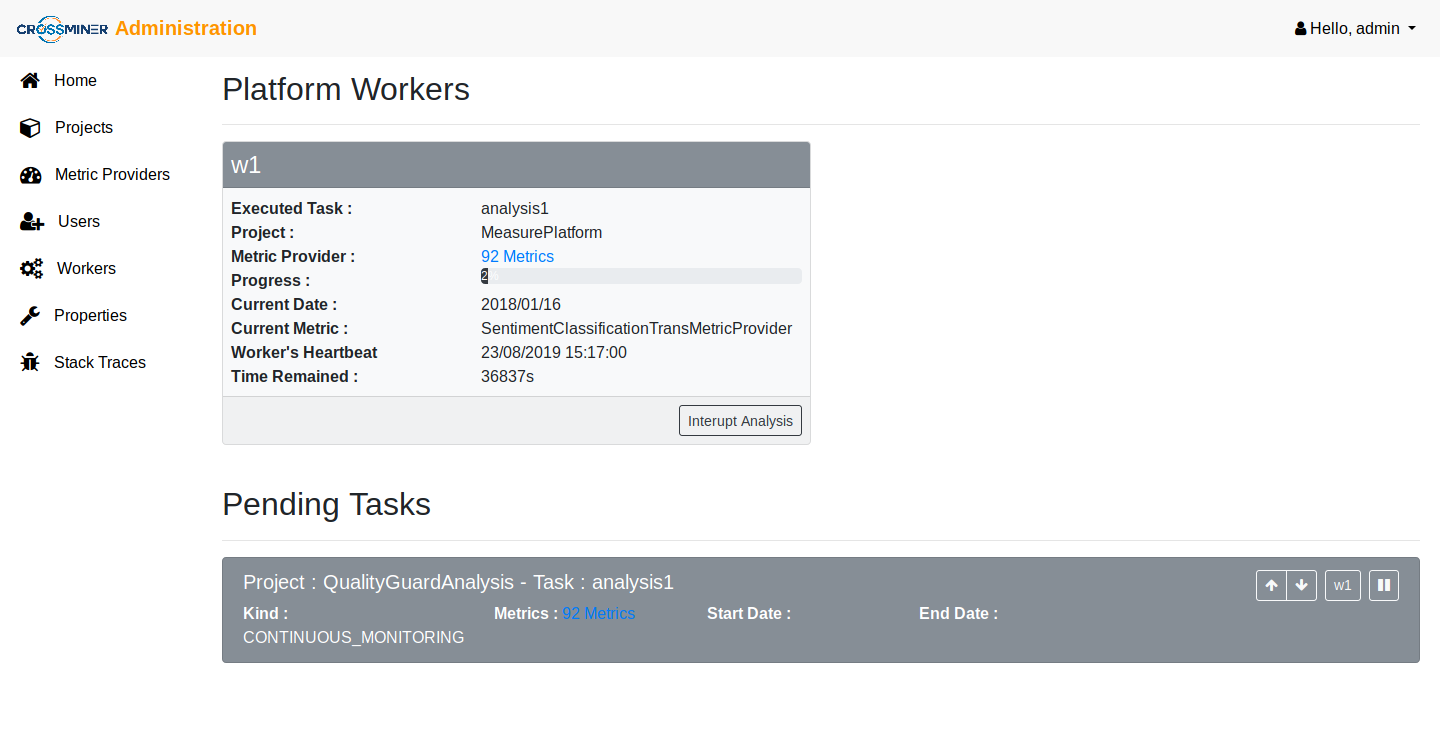 CROSSMINER Administration
Hello, admin
Home
Projects
Metric Providers
Users
Workers
Properties
Stack Traces
Platform Workers
w1
Executed Task : analysis1
Project : MeasurePlatform
Metric Provider : 92 Metrics
Progress : 2%
Current Date : 2018/01/16
Current Metric : SentimentClassificationTransMetricProvider
Worker's Heartbeat 23/08/2019 15:17:00
Time Remained : 36837s
Interupt Analysis
Pending Tasks
Project : QualityGuardAnalysis - Task : analysis1
w1
Kind : Metrics : 92 Metrics Start Date : End Date :
CONTINUOUS_MONITORING